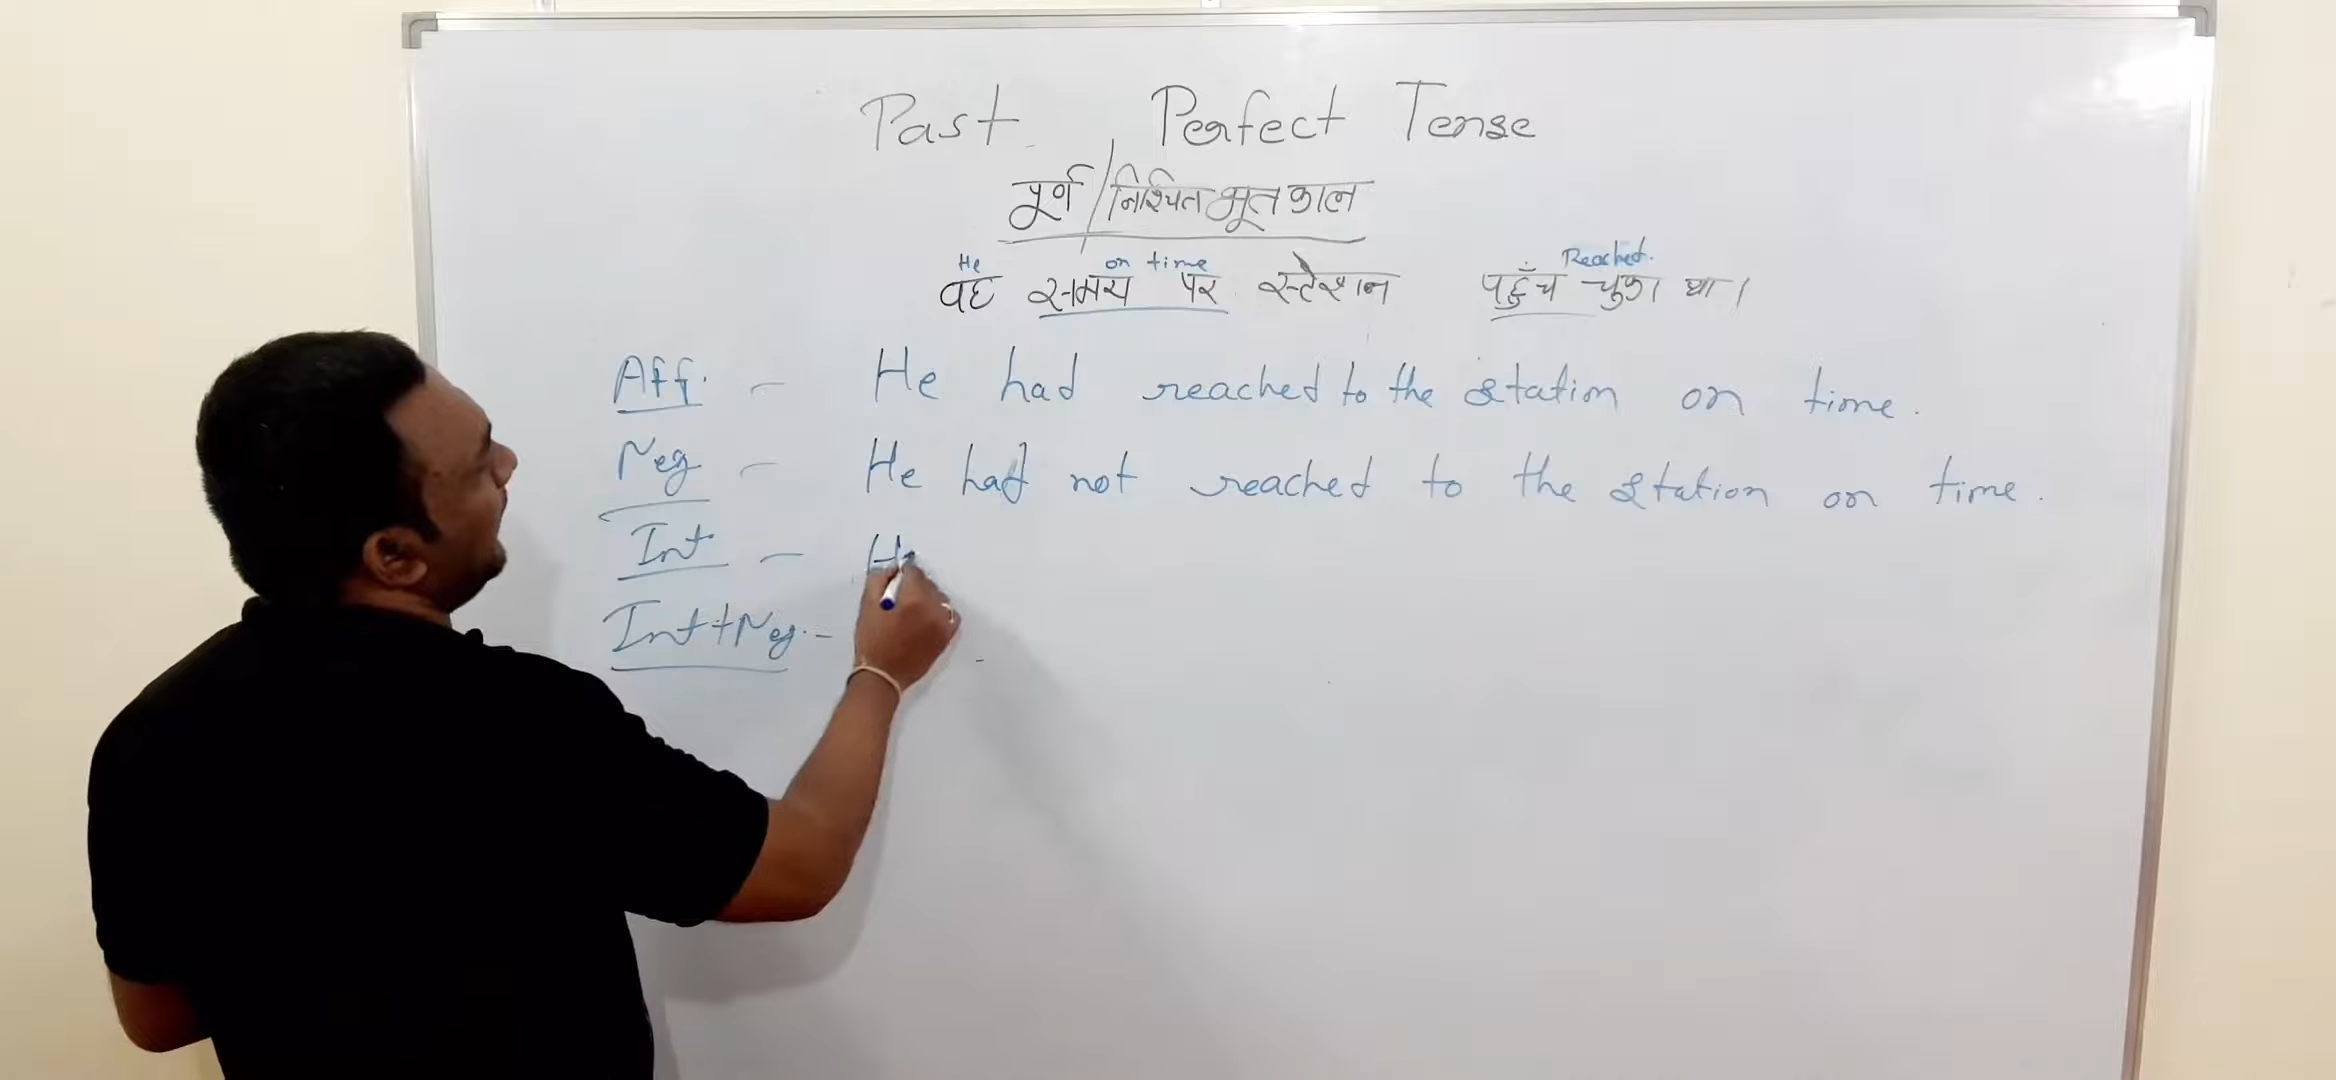 Past Perfect Tense
पूर्ण/निश्चित भूतकाल
He on time Reached.
वह समय पर स्टेशन पहुँच चुका था।
Aff. - He had reached to the station on time.
Neg - He had not reached to the station on time.
Int - H
Int+Neg. -